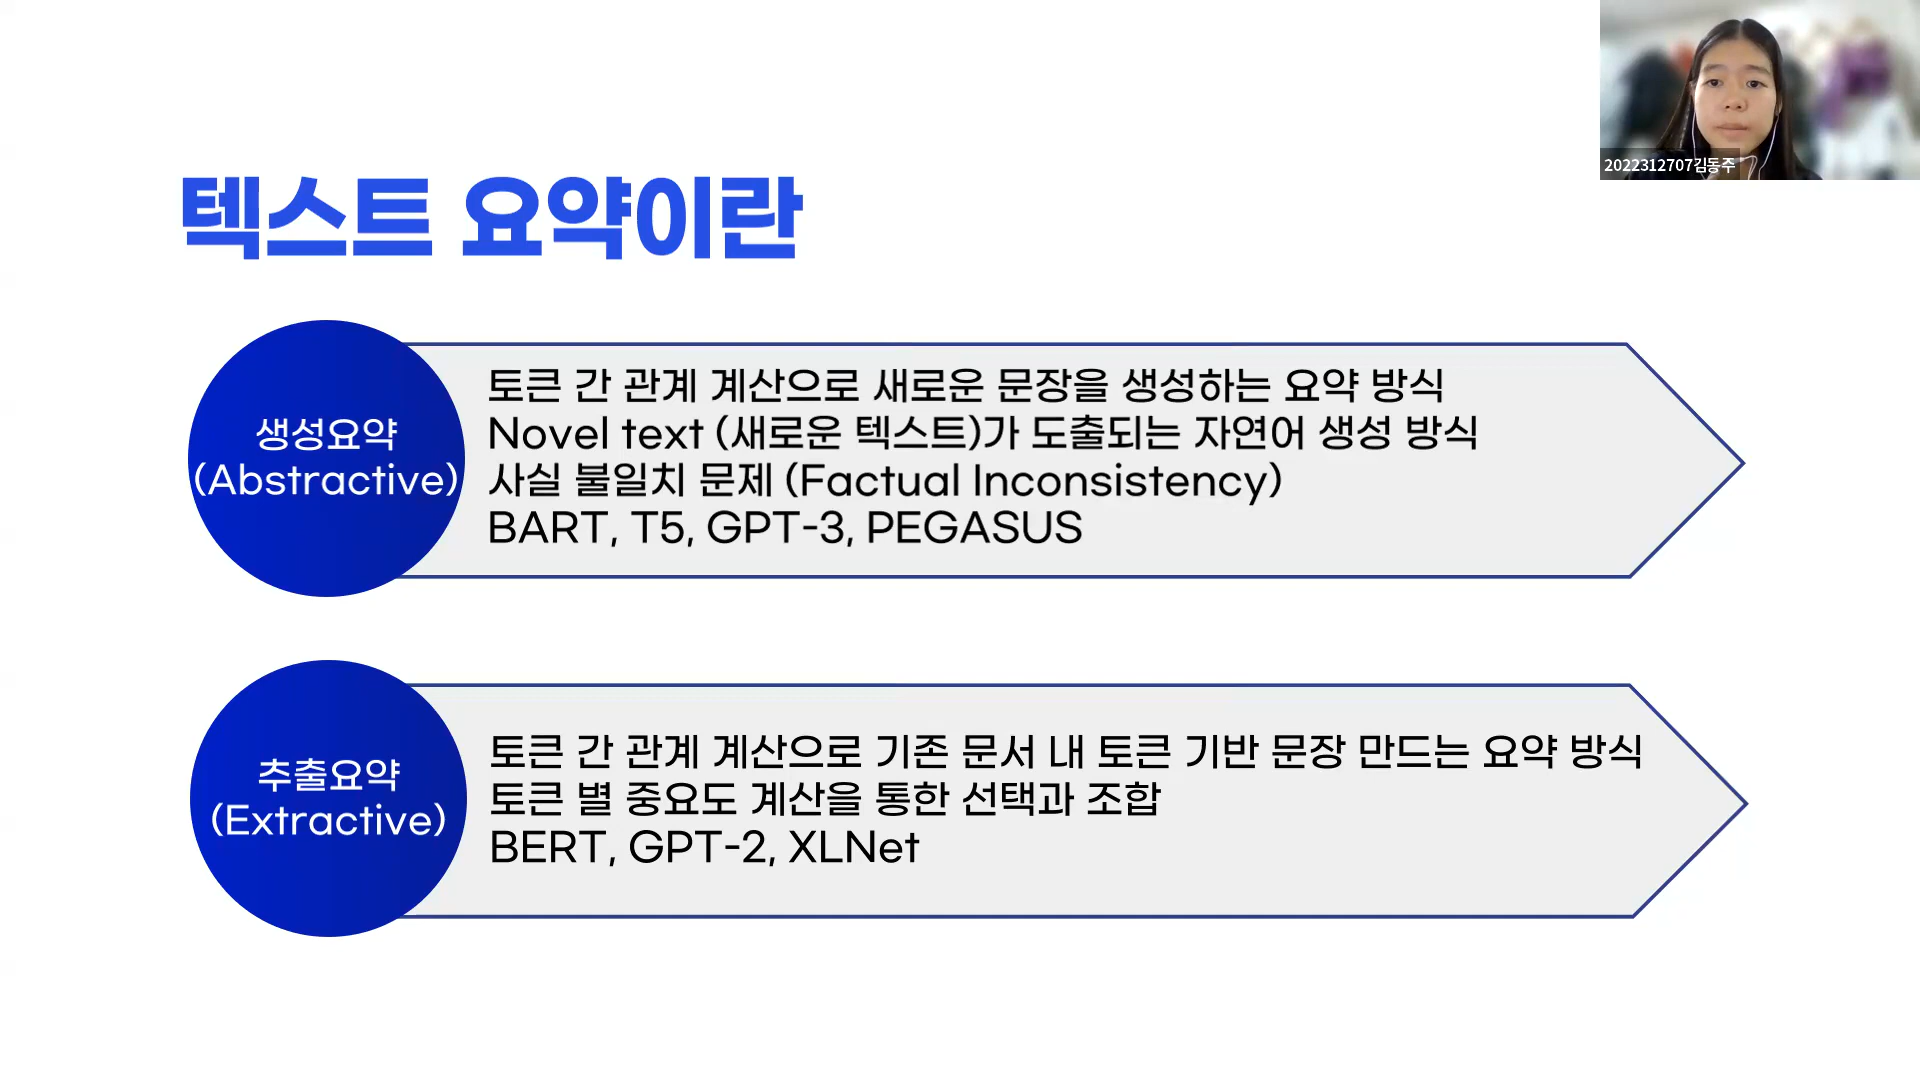 2022312707김동주
텍스트 요약이란
생성요약
(Abstractive)
토큰 간 관계 계산으로 새로운 문장을 생성하는 요약 방식
Novel text (새로운 텍스트)가 도출되는 자연어 생성 방식
사실 불일치 문제 (Factual Inconsistency)
BART, T5, GPT-3, PEGASUS
추출요약
(Extractive)
토큰 간 관계 계산으로 기존 문서 내 토큰 기반 문장 만드는 요약 방식
토큰 별 중요도 계산을 통한 선택과 조합
BERT, GPT-2, XLNet